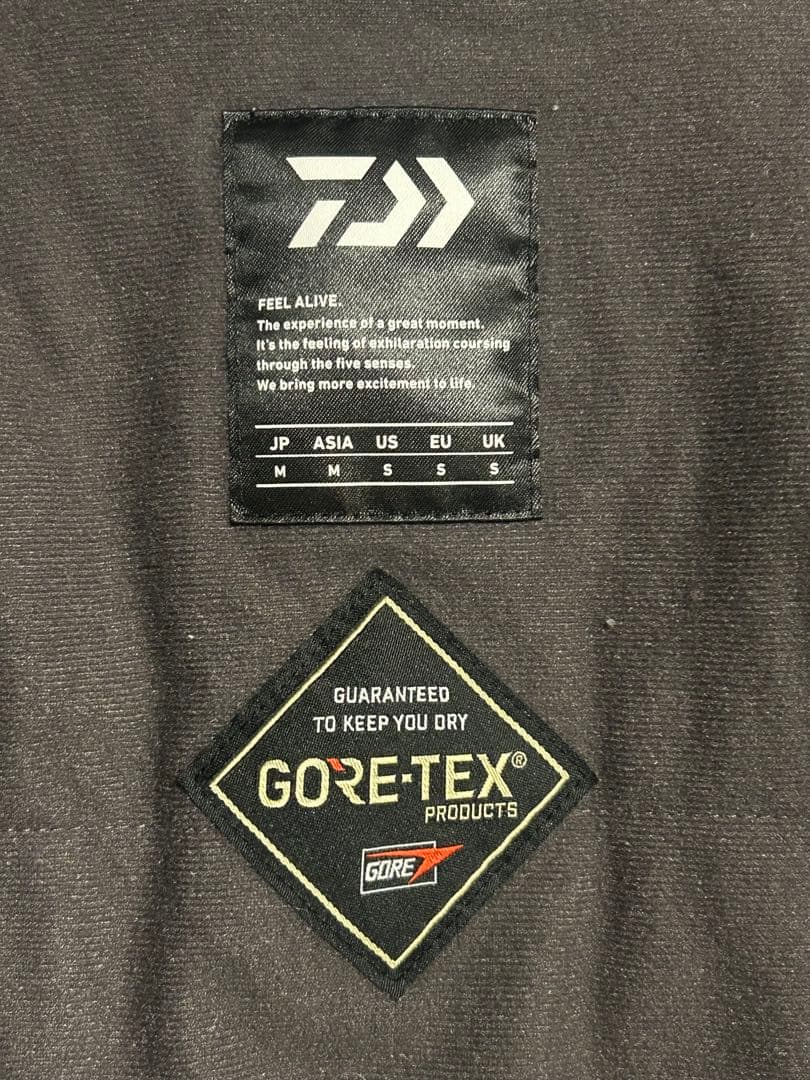 FEEL ALIVE.
The experience of a great moment.
It's the feeling of exhilaration coursing
through the five senses.
We bring more excitement to life.
JP ASIA US EU UK
M M S S S
GUARANTEED
TO KEEP YOU DRY
GORE-TEX®
PRODUCTS
GORE